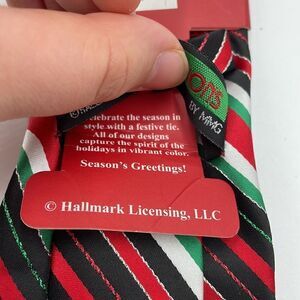 BY MMG
Celebrate the season in
style with a festive tie.
All of our designs
capture the spirit of the
holidays in vibrant color.
Season's Greetings!
© Hallmark Licensing, LLC